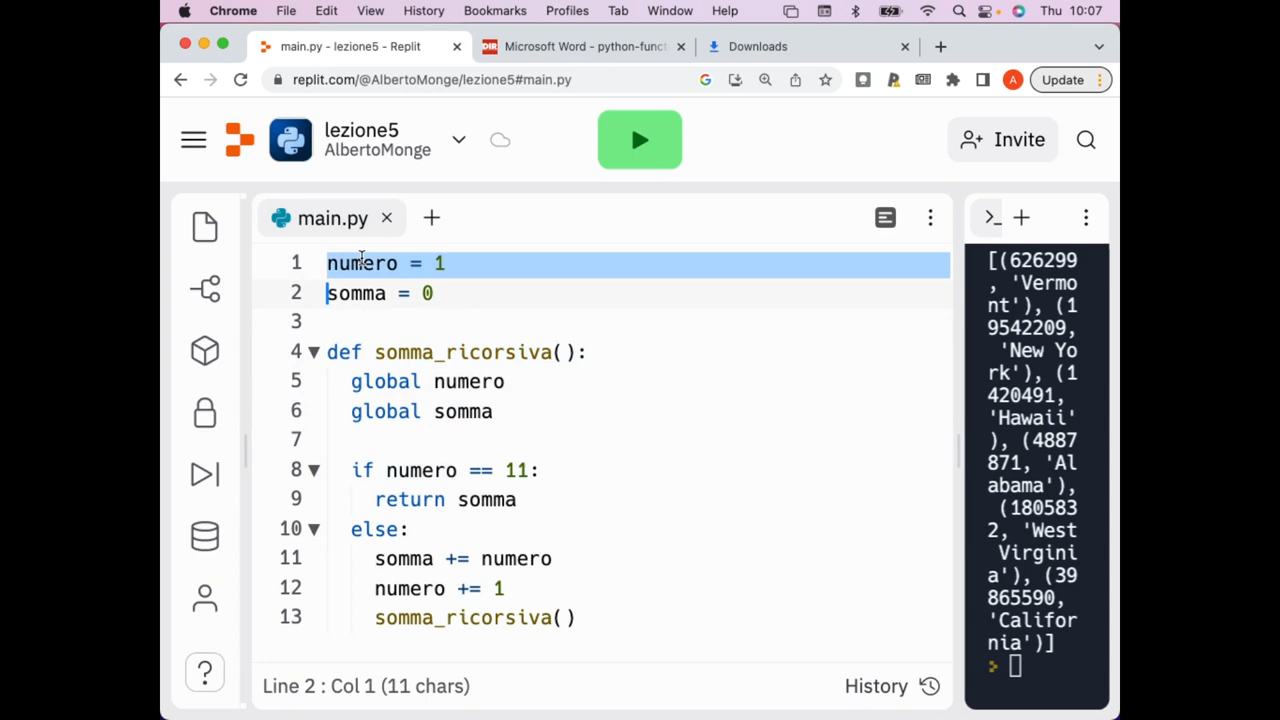 Chrome File Edit View History Bookmarks Profiles Tab Window Help Thu 10:07
main.py - lezione5 - Replit Microsoft Word - python-funct Downloads
replit.com/@AlbertoMonge/lezione5#main.py A Update
lezione5
AlbertoMonge
Invite
main.py
1 numero = 1
2 somma = 0
3
4 def somma_ricorsiva():
5 global numero
6 global somma
7
8 if numero == 11:
9 return somma
10 else:
11 somma += numero
12 numero += 1
13 somma_ricorsiva()
Line 2 : Col 1 (11 chars) History
[(626299
, 'Vermo
nt'), (1
9542209,
'New Yo
rk'), (1
420491,
'Hawaii'
), (4887
871, 'Al
abama'),
(180583
2, 'West
Virgini
a'), (39
865590,
'Califor
nia')]